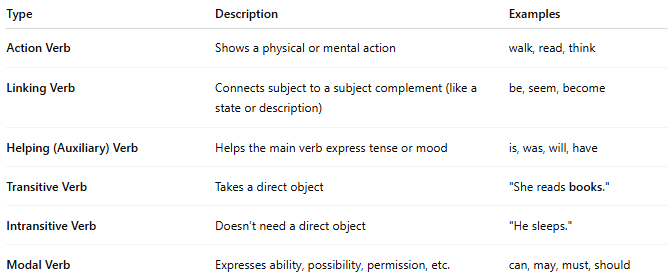 Type Description Examples
Action Verb Shows a physical or mental action walk, read, think
Linking Verb Connects subject to a subject complement (like a be, seem, become
state or description)
Helping (Auxiliary) Verb Helps the main verb express tense or mood is, was, will, have
Transitive Verb Takes a direct object "She reads books."
Intransitive Verb Doesn't need a direct object "He sleeps."
Modal Verb Expresses ability, possibility, permission, etc. can, may, must, should